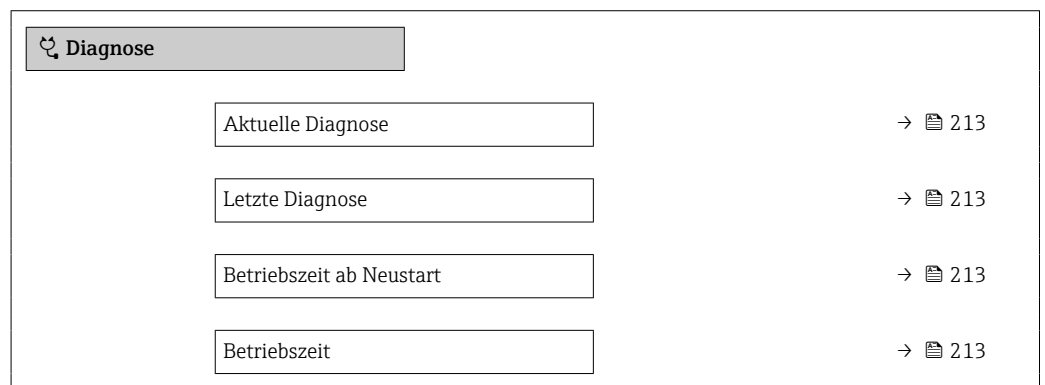 Diagnose
Aktuelle Diagnose → 213
Letzte Diagnose → 213
Betriebszeit ab Neustart → 213
Betriebszeit → 213